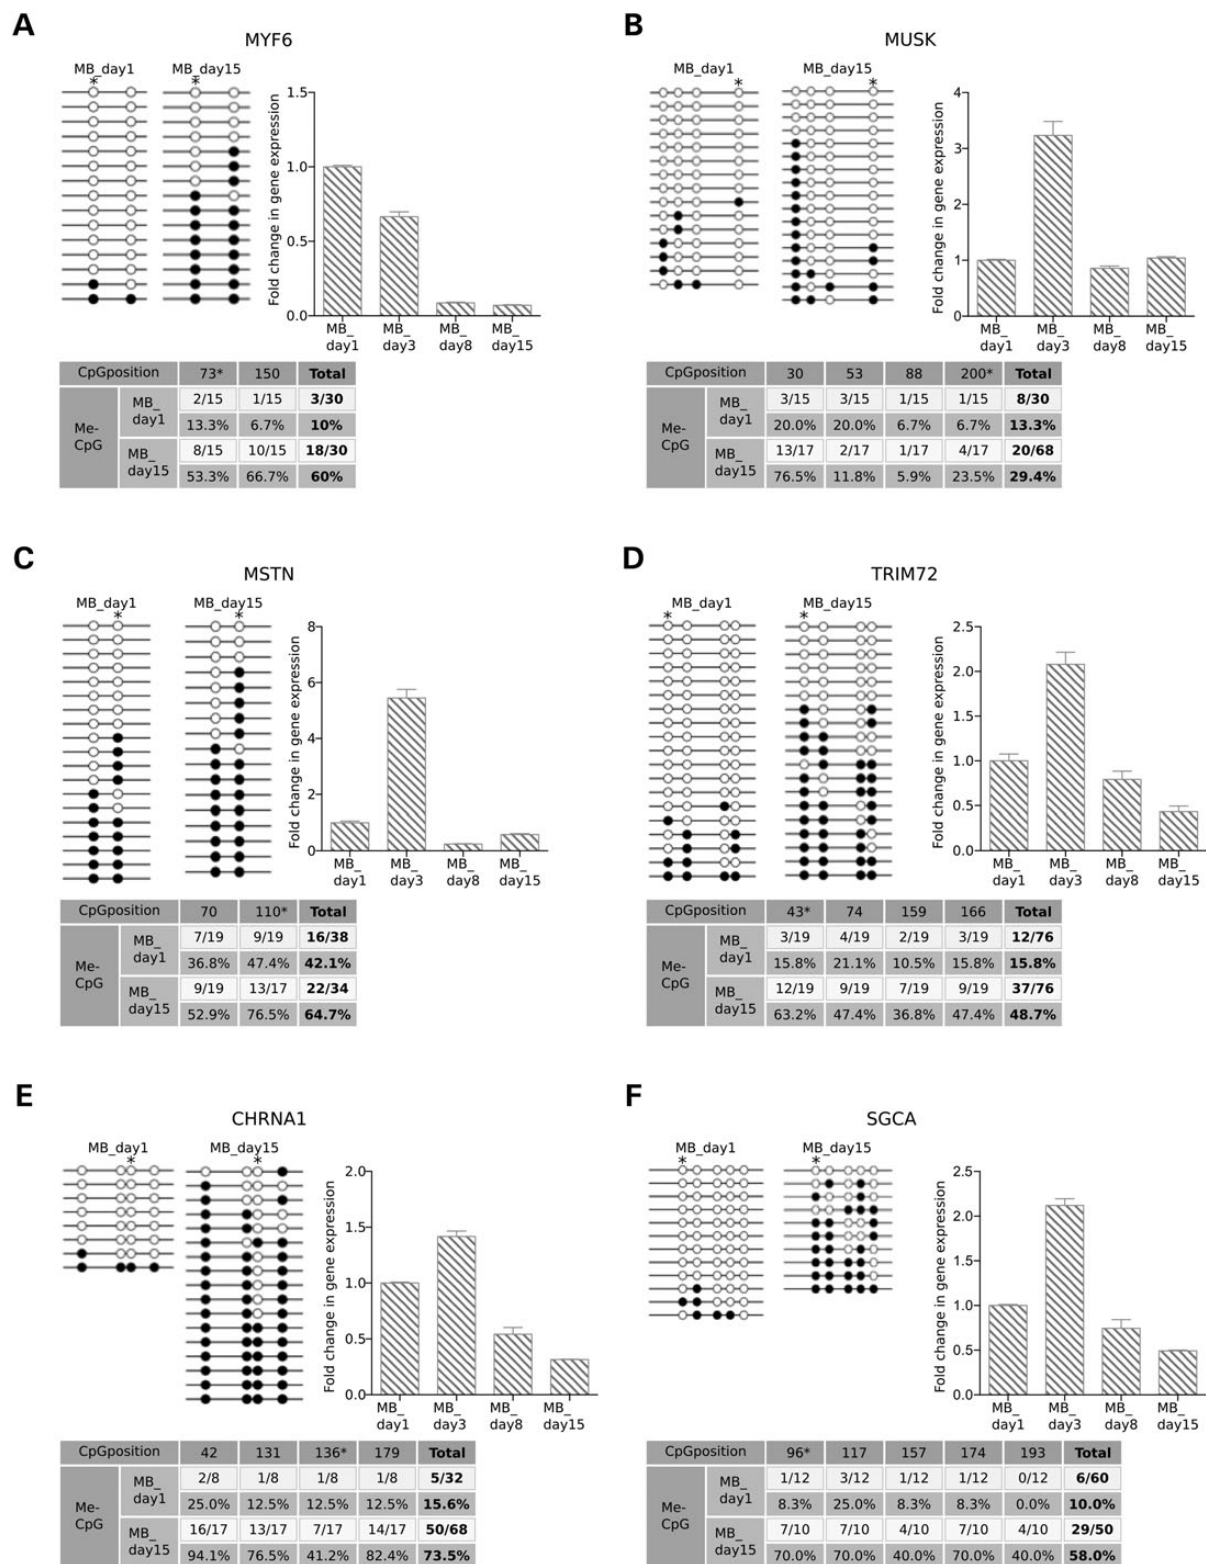 A
MYF6
MB_day1
MB_day15
*
*
Fold change in gene expression
1.5
1.0
0.5
0.0
MB_ day1
MB_ day3
MB_ day8
MB_ day15
CpGposition 73* 150 Total
Me-CpG
MB_ day1
2/15 1/15 3/30
13.3% 6.7% 10%
MB_ day15
8/15 10/15 18/30
53.3% 66.7% 60%
B
MUSK
MB_day1
MB_day15
*
*
Fold change in gene expression
4
3
2
1
0
MB_ day1
MB_ day3
MB_ day8
MB_ day15
CpGposition 30 53 88 200* Total
Me-CpG
MB_ day1
3/15 3/15 1/15 1/15 8/30
20.0% 20.0% 6.7% 6.7% 13.3%
MB_ day15
13/17 2/17 1/17 4/17 20/68
76.5% 11.8% 5.9% 23.5% 29.4%
C
MSTN
MB_day1
MB_day15
*
*
Fold change in gene expression
8
6
4
2
0
MB_ day1
MB_ day3
MB_ day8
MB_ day15
CpGposition 70 110* Total
Me-CpG
MB_ day1
7/19 9/19 16/38
36.8% 47.4% 42.1%
MB_ day15
9/19 13/17 22/34
52.9% 76.5% 64.7%
D
TRIM72
MB_day1
MB_day15
*
*
Fold change in gene expression
2.5
2.0
1.5
1.0
0.5
0.0
MB_ day1
MB_ day3
MB_ day8
MB_ day15
CpGposition 43* 74 159 166 Total
Me-CpG
MB_ day1
3/19 4/19 2/19 3/19 12/76
15.8% 21.1% 10.5% 15.8% 15.8%
MB_ day15
12/19 9/19 7/19 9/19 37/76
63.2% 47.4% 36.8% 47.4% 48.7%
E
CHRNA1
MB_day1
MB_day15
*
*
Fold change in gene expression
2.0
1.5
1.0
0.5
0.0
MB_ day1
MB_ day3
MB_ day8
MB_ day15
CpGposition 42 131 136* 179 Total
Me-CpG
MB_ day1
2/8 1/8 1/8 1/8 5/32
25.0% 12.5% 12.5% 12.5% 15.6%
MB_ day15
16/17 13/17 7/17 14/17 50/68
94.1% 76.5% 41.2% 82.4% 73.5%
F
SGCA
MB_day1
MB_day15
*
*
Fold change in gene expression
2.5
2.0
1.5
1.0
0.5
0.0
MB_ day1
MB_ day3
MB_ day8
MB_ day15
CpGposition 96* 117 157 174 193 Total
Me-CpG
MB_ day1
1/12 3/12 1/12 1/12 0/12 6/60
8.3% 25.0% 8.3% 8.3% 0.0% 10.0%
MB_ day15
7/10 7/10 4/10 7/10 4/10 29/50
70.0% 70.0% 40.0% 70.0% 40.0% 58.0%